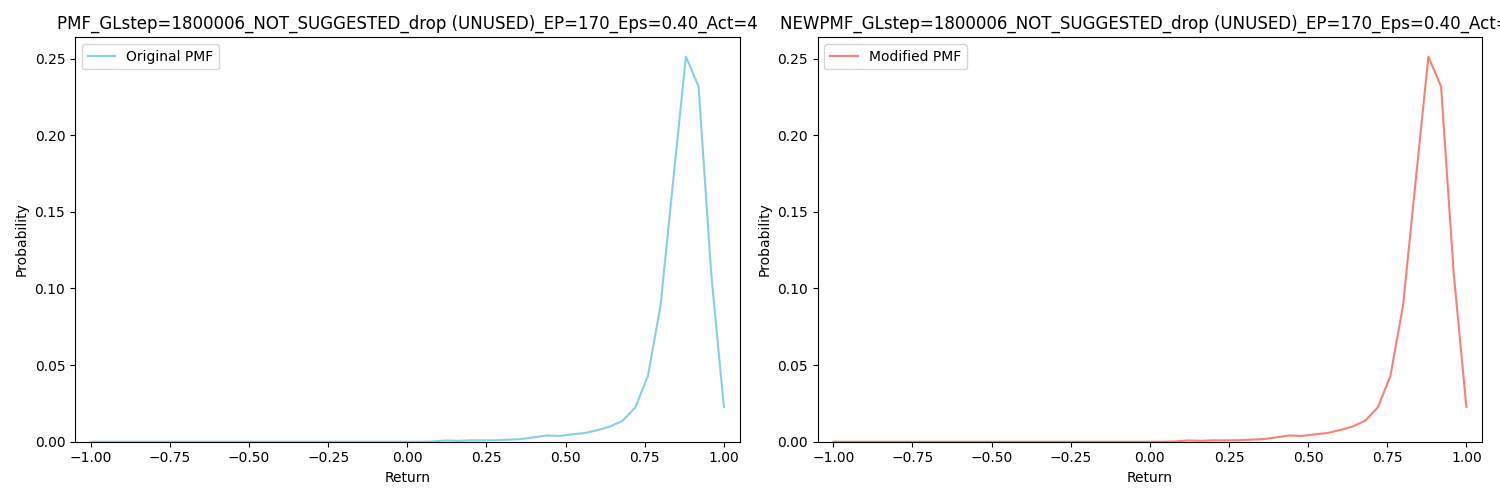 PMF_GLstep=1800006_NOT_SUGGESTED_drop (UNUSED)_EP=170_Eps=0.40_Act=4
Original PMF
0.25
0.20
0.15
0.10
0.05
0.00
Probability
−1.00 −0.75 −0.50 −0.25 0.00 0.25 0.50 0.75 1.00
Return
NEWPMF_GLstep=1800006_NOT_SUGGESTED_drop (UNUSED)_EP=170_Eps=0.40_Act=
Modified PMF
0.25
0.20
0.15
0.10
0.05
0.00
Probability
−1.00 −0.75 −0.50 −0.25 0.00 0.25 0.50 0.75 1.00
Return